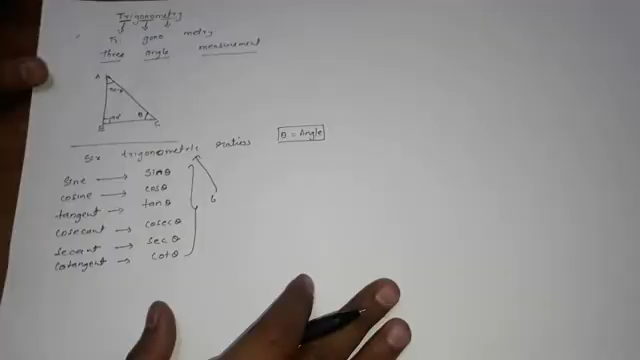 Trigonometry
Tri gono metry
three angle measurement
A
90-θ
90° θ
B C
six trigonometric ratios θ = Angle
sine → sinθ
cosine → cosθ
tangent → tanθ
6
cosecant → cosecθ
secant → secθ
cotangent → cotθ